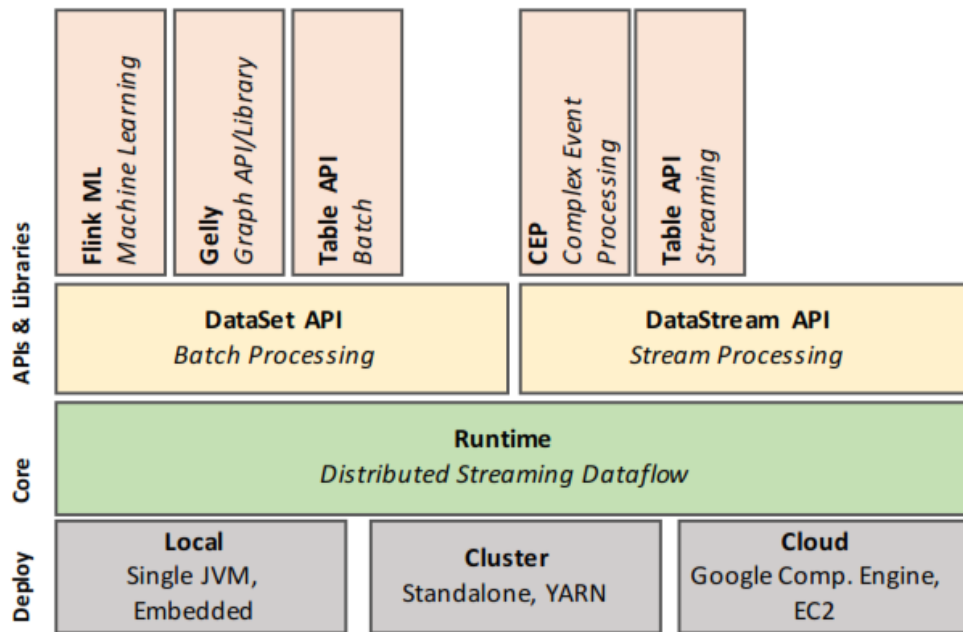 Flink ML
Machine Learning
Gelly
Graph API/Library
Table API
Batch
CEP
Complex Event
Processing
Table API
Streaming
APIs & Libraries
DataSet API
Batch Processing
DataStream API
Stream Processing
Core
Runtime
Distributed Streaming Dataflow
Deploy
Local
Single JVM,
Embedded
Cluster
Standalone, YARN
Cloud
Google Comp. Engine,
EC2